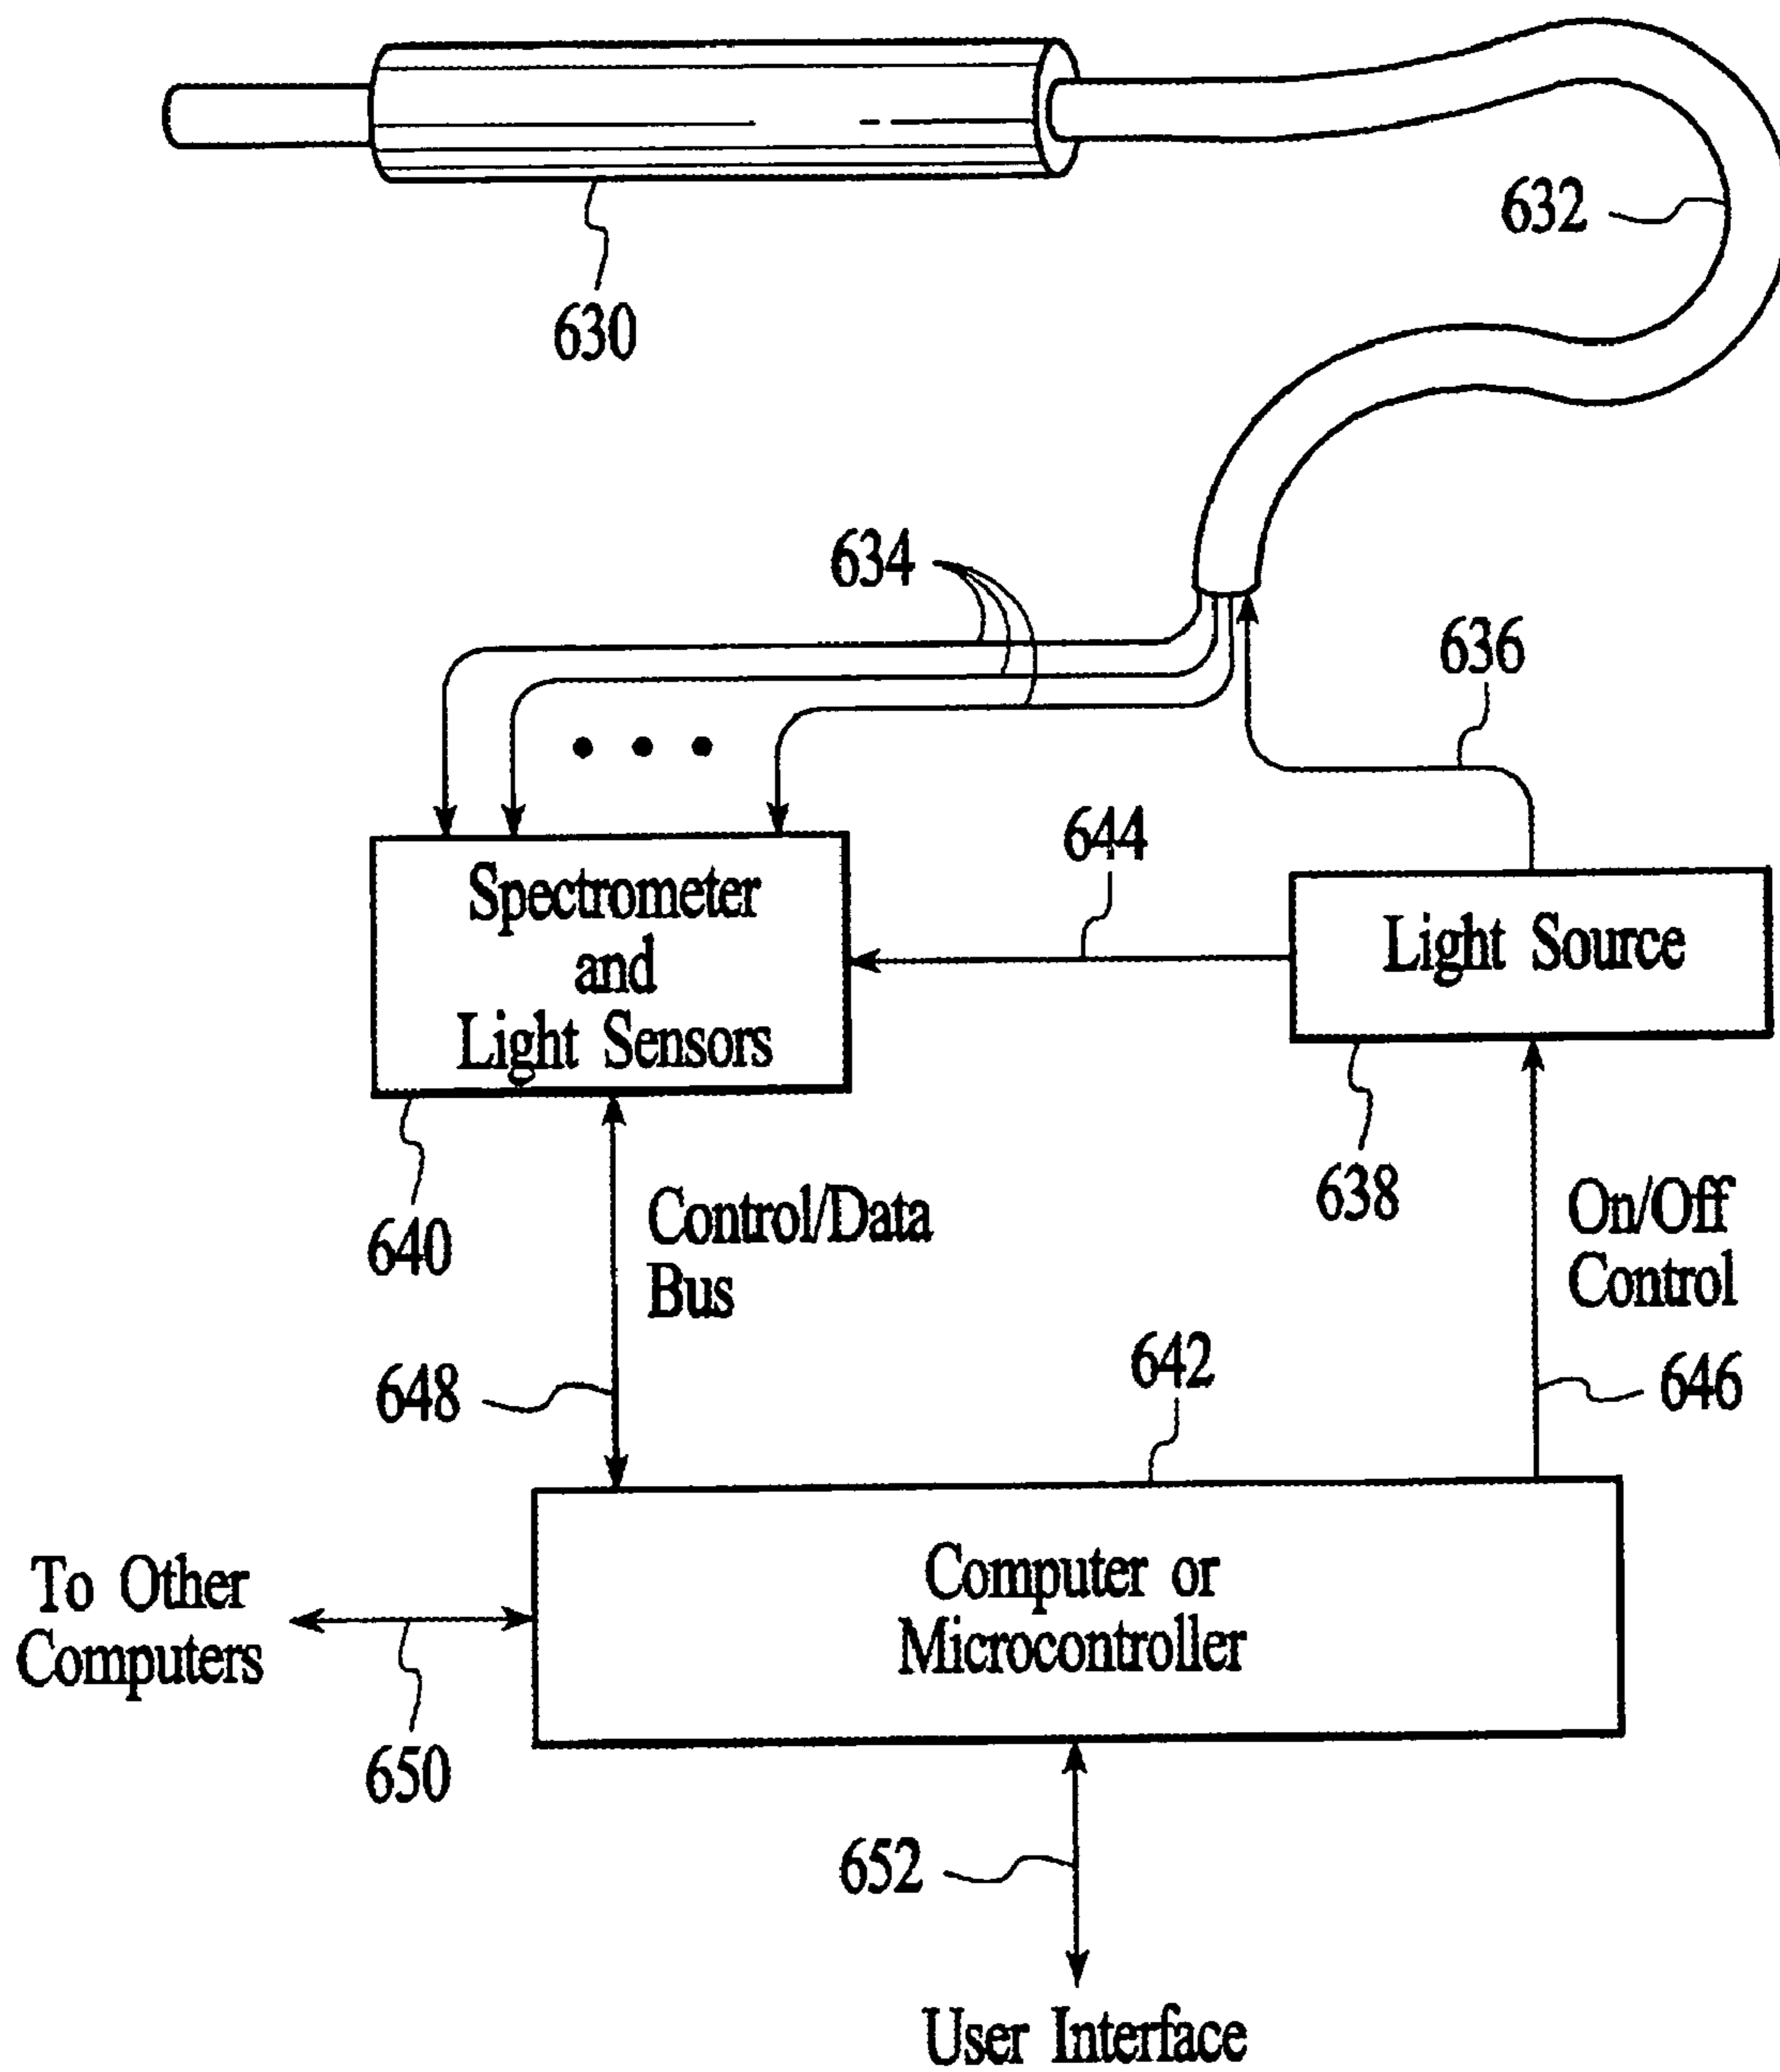 632
630
634
636
644
Spectrometer
and
Light Sensors
Light Source
640
638
Control/Data
Bus
On/Off
Control
648
642
646
To Other
Computers
Computer or
Microcontroller
650
652
User Interface